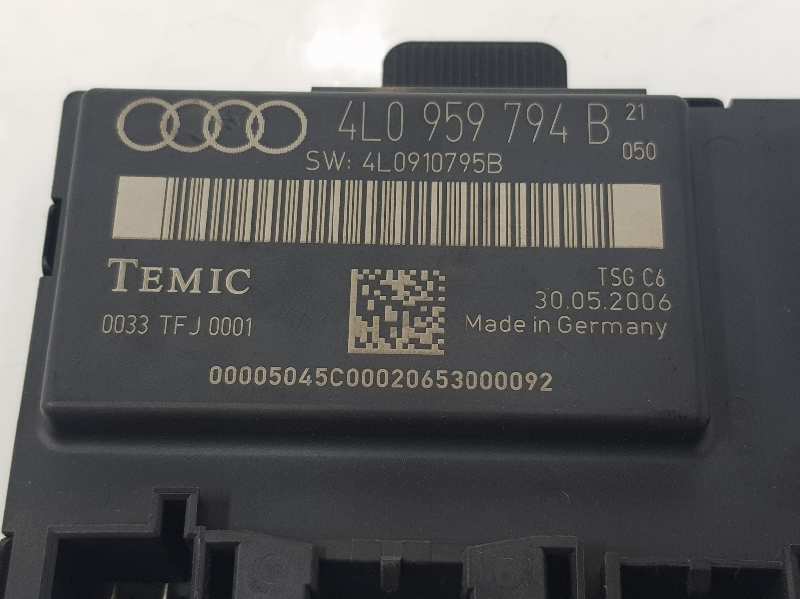 4L0 959 794 B 21
050
SW: 4L0910795B
TEMIC
TSG C6
30.05.2006
0033 TFJ 0001
Made in Germany
00005045C00020653000092